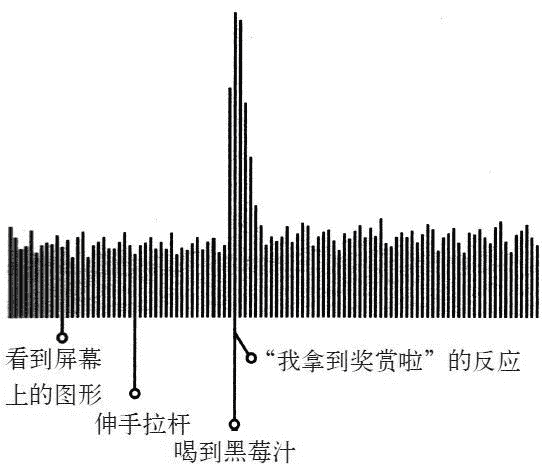 看到屏幕
上的图形
伸手拉杆
喝到黑莓汁
“我拿到奖赏啦”的反应